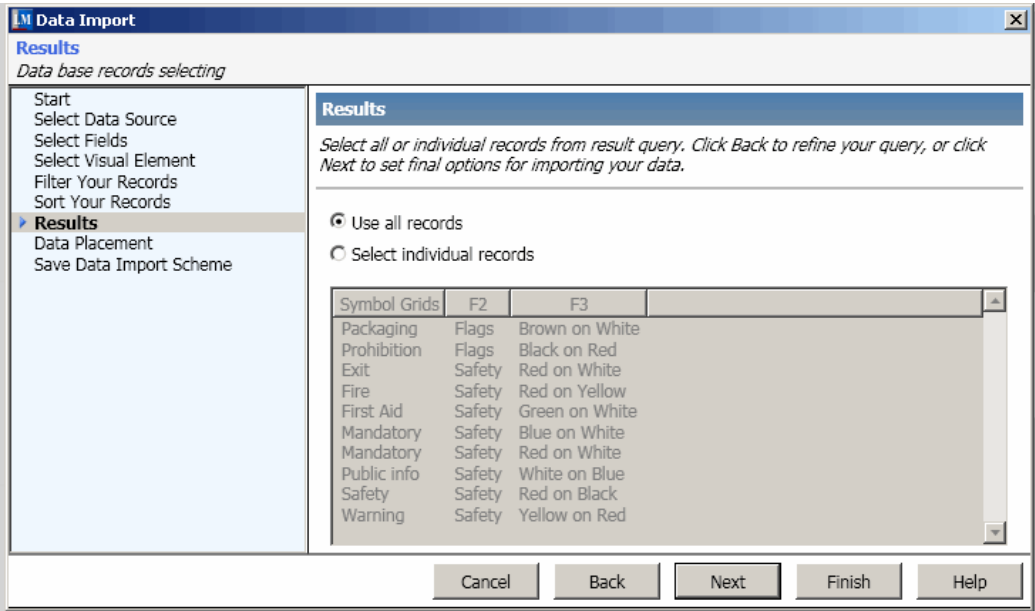 LM Data Import
Results
Data base records selecting
Start
Select Data Source
Select Fields
Select Visual Element
Filter Your Records
Sort Your Records
Results
Data Placement
Save Data Import Scheme
Results
Select all or individual records from result query. Click Back to refine your query, or click
Next to set final options for importing your data.
Use all records
Select individual records
Symbol Grids F2 F3
Packaging Flags Brown on White
Prohibition Flags Black on Red
Exit Safety Red on White
Fire Safety Red on Yellow
First Aid Safety Green on White
Mandatory Safety Blue on White
Mandatory Safety Red on White
Public info Safety White on Blue
Safety Safety Red on Black
Warning Safety Yellow on Red
Cancel Back Next Finish Help